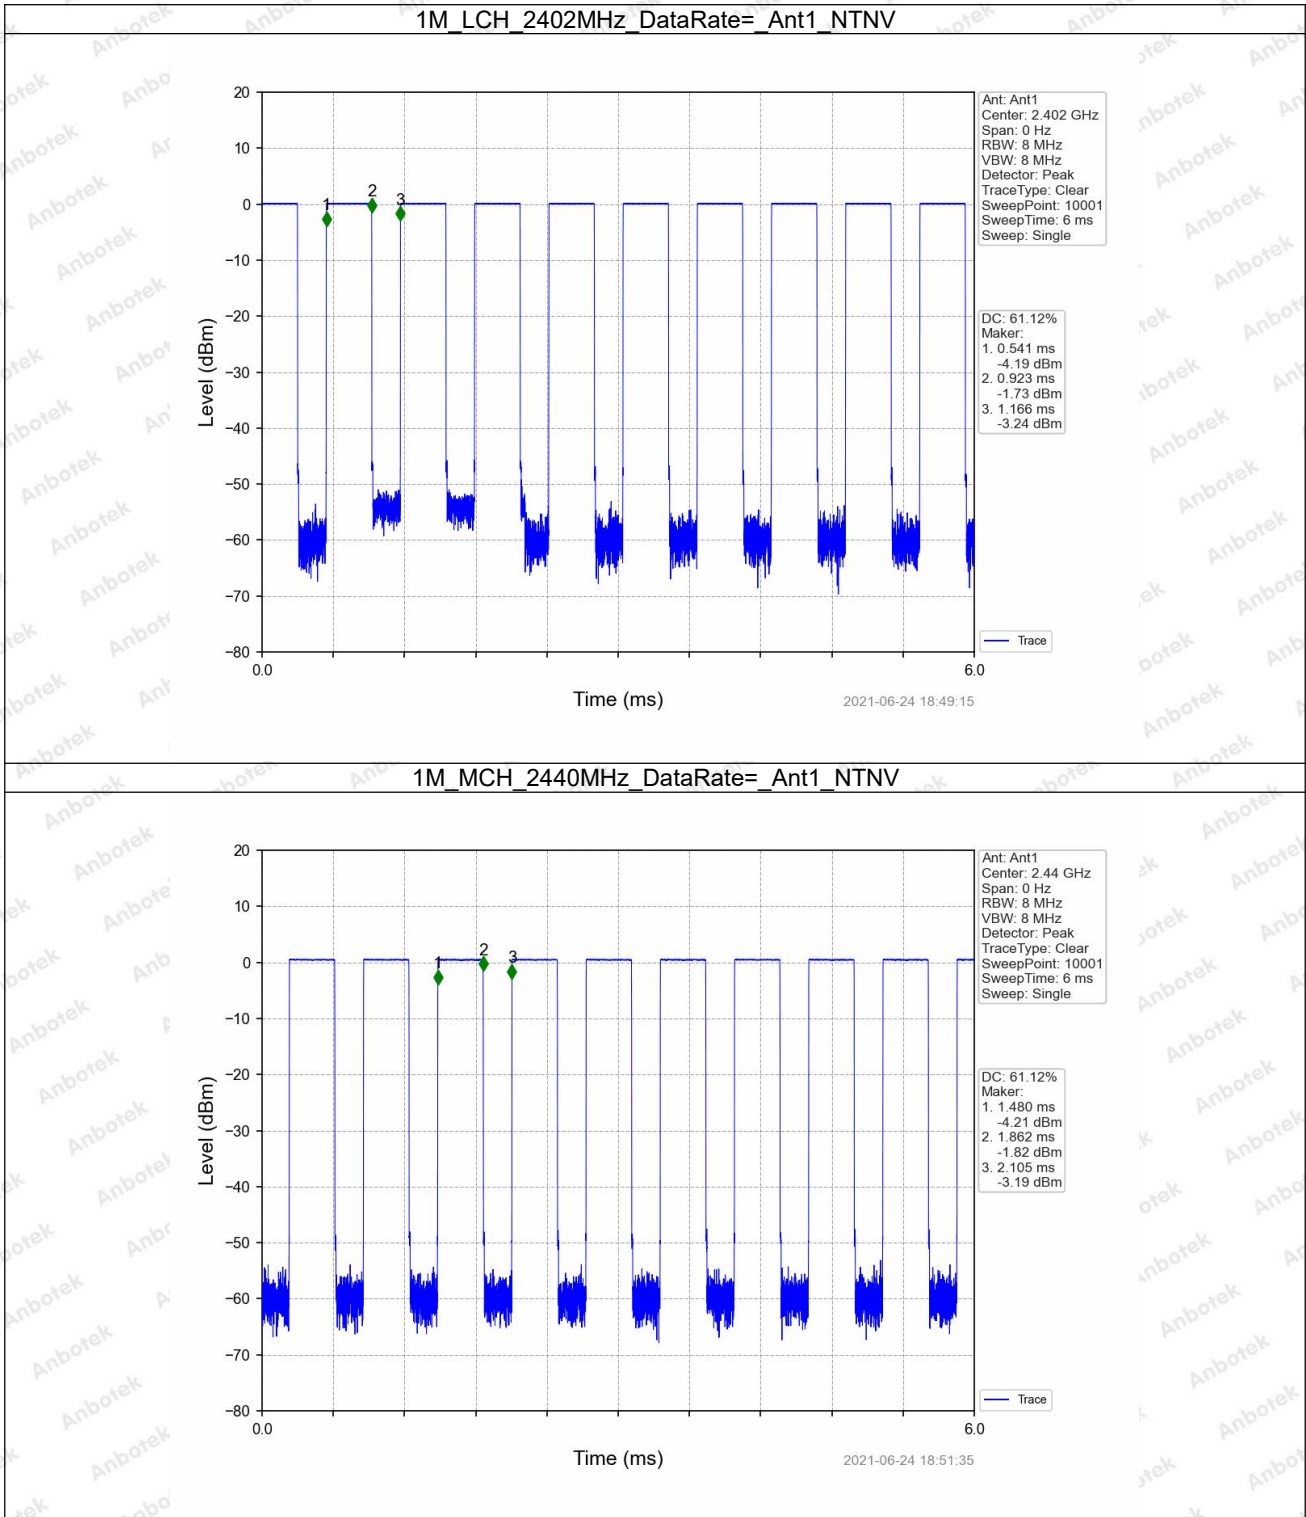 1M_LCH_2402MHz_DataRate=_Ant1_NTNV
20
10
0
−10
−20
−30
−40
−50
−60
−70
−80
Level (dBm)
1
2
3
0.0
6.0
Time (ms)
2021-06-24 18:49:15
Ant: Ant1
Center: 2.402 GHz
Span: 0 Hz
RBW: 8 MHz
VBW: 8 MHz
Detector: Peak
TraceType: Clear
SweepPoint: 10001
SweepTime: 6 ms
Sweep: Single
DC: 61.12%
Maker:
1. 0.541 ms
-4.19 dBm
2. 0.923 ms
-1.73 dBm
3. 1.166 ms
-3.24 dBm
Trace
1M_MCH_2440MHz_DataRate=_Ant1_NTNV
20
10
0
−10
−20
−30
−40
−50
−60
−70
−80
Level (dBm)
1
2
3
0.0
6.0
Time (ms)
2021-06-24 18:51:35
Ant: Ant1
Center: 2.44 GHz
Span: 0 Hz
RBW: 8 MHz
VBW: 8 MHz
Detector: Peak
TraceType: Clear
SweepPoint: 10001
SweepTime: 6 ms
Sweep: Single
DC: 61.12%
Maker:
1. 1.480 ms
-4.21 dBm
2. 1.862 ms
-1.82 dBm
3. 2.105 ms
-3.19 dBm
Trace
Anbotek